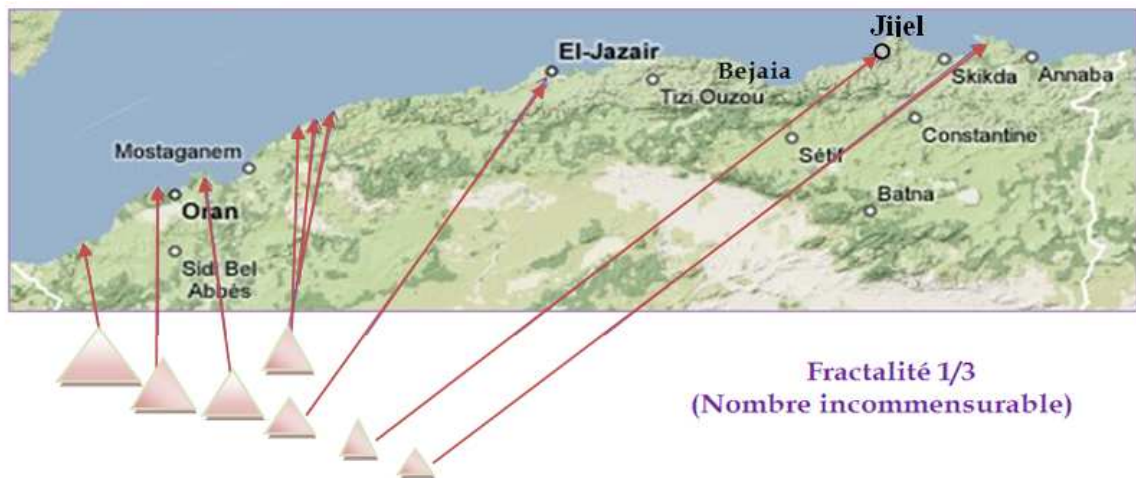 Jijel
El-Jazair
Bejaia
Skikda
Annaba
Tizi Ouzou
Constantine
Mostaganem
Sétif
Batna
Oran
Sidi Bel
Abbès
Fractalité 1/3
(Nombre incommensurable)